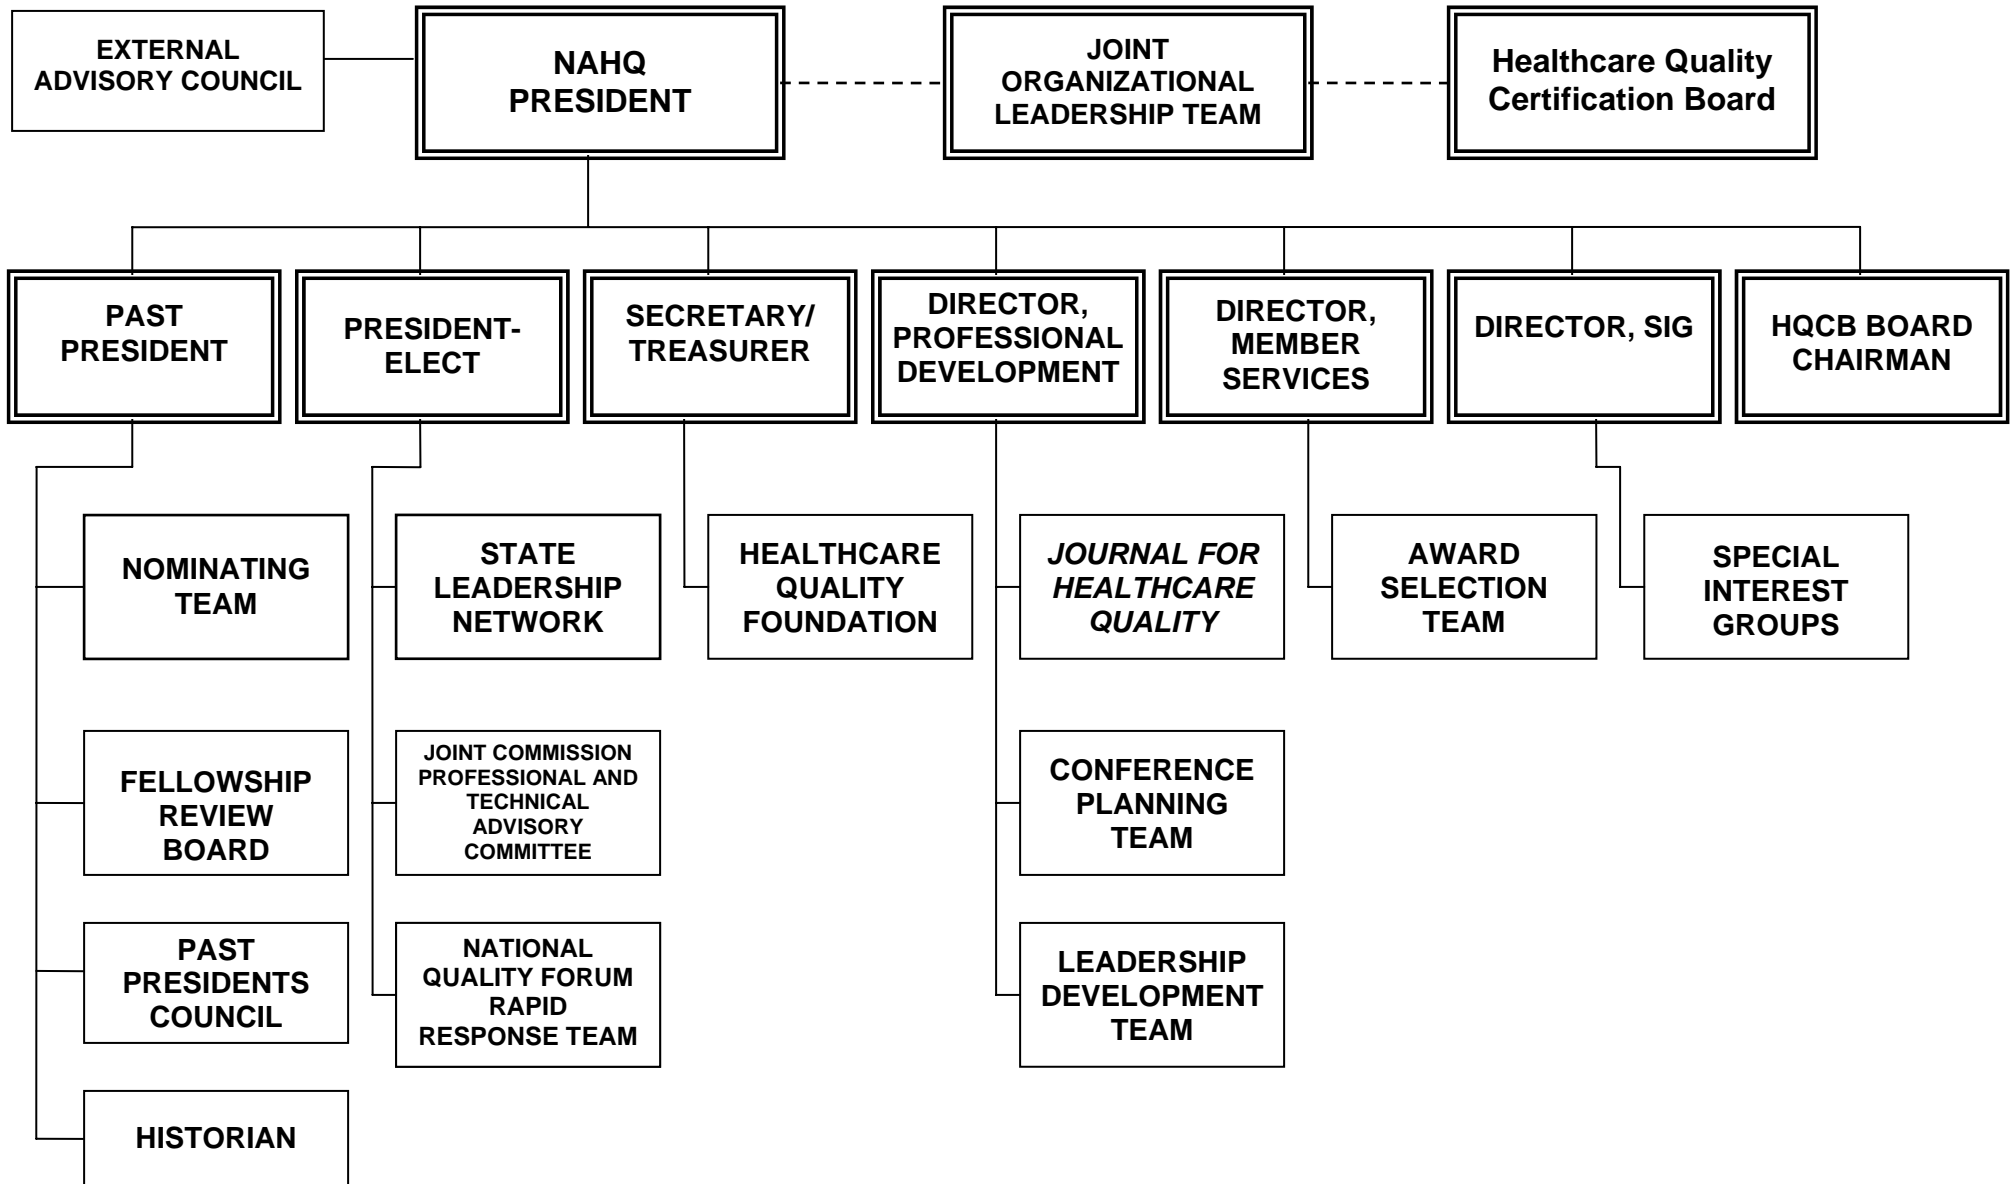 EXTERNAL
ADVISORY COUNCIL
NAHQ
PRESIDENT
JOINT
ORGANIZATIONAL
LEADERSHIP TEAM
Healthcare Quality
Certification Board
PAST
PRESIDENT
PRESIDENT-
ELECT
SECRETARY/
TREASURER
DIRECTOR,
PROFESSIONAL
DEVELOPMENT
DIRECTOR,
MEMBER
SERVICES
DIRECTOR, SIG
HQCB BOARD
CHAIRMAN
NOMINATING
TEAM
STATE
LEADERSHIP
NETWORK
HEALTHCARE
QUALITY
FOUNDATION
JOURNAL FOR
HEALTHCARE
QUALITY
AWARD
SELECTION
TEAM
SPECIAL
INTEREST
GROUPS
FELLOWSHIP
REVIEW
BOARD
JOINT COMMISSION
PROFESSIONAL AND
TECHNICAL
ADVISORY
COMMITTEE
CONFERENCE
PLANNING
TEAM
PAST
PRESIDENTS
COUNCIL
NATIONAL
QUALITY FORUM
RAPID
RESPONSE TEAM
LEADERSHIP
DEVELOPMENT
TEAM
HISTORIAN